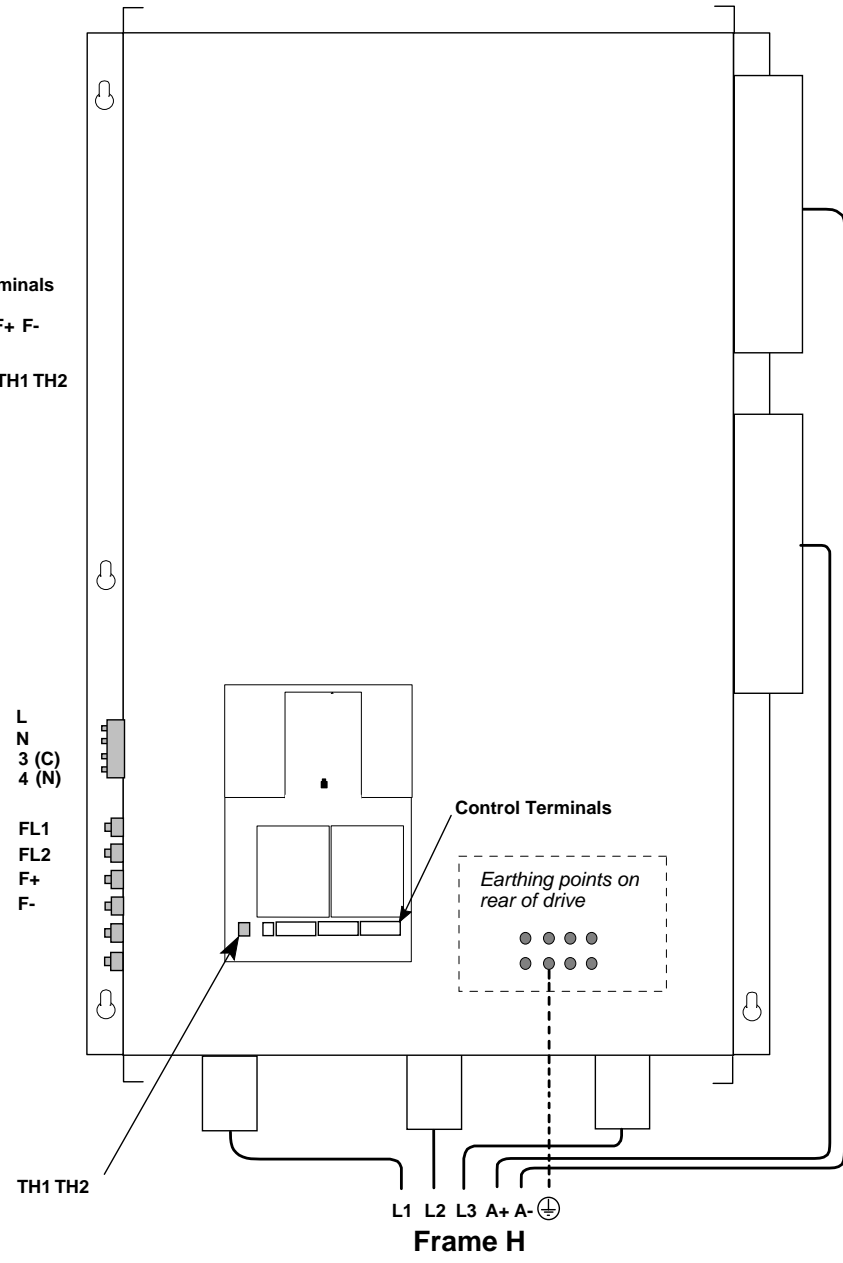 minals
F+ F-
TH1 TH2
L
N
3 (C)
4 (N)
FL1
FL2
F+
F-
Control Terminals
Earthing points on
rear of drive
TH1 TH2
L1 L2 L3 A+ A-
Frame H